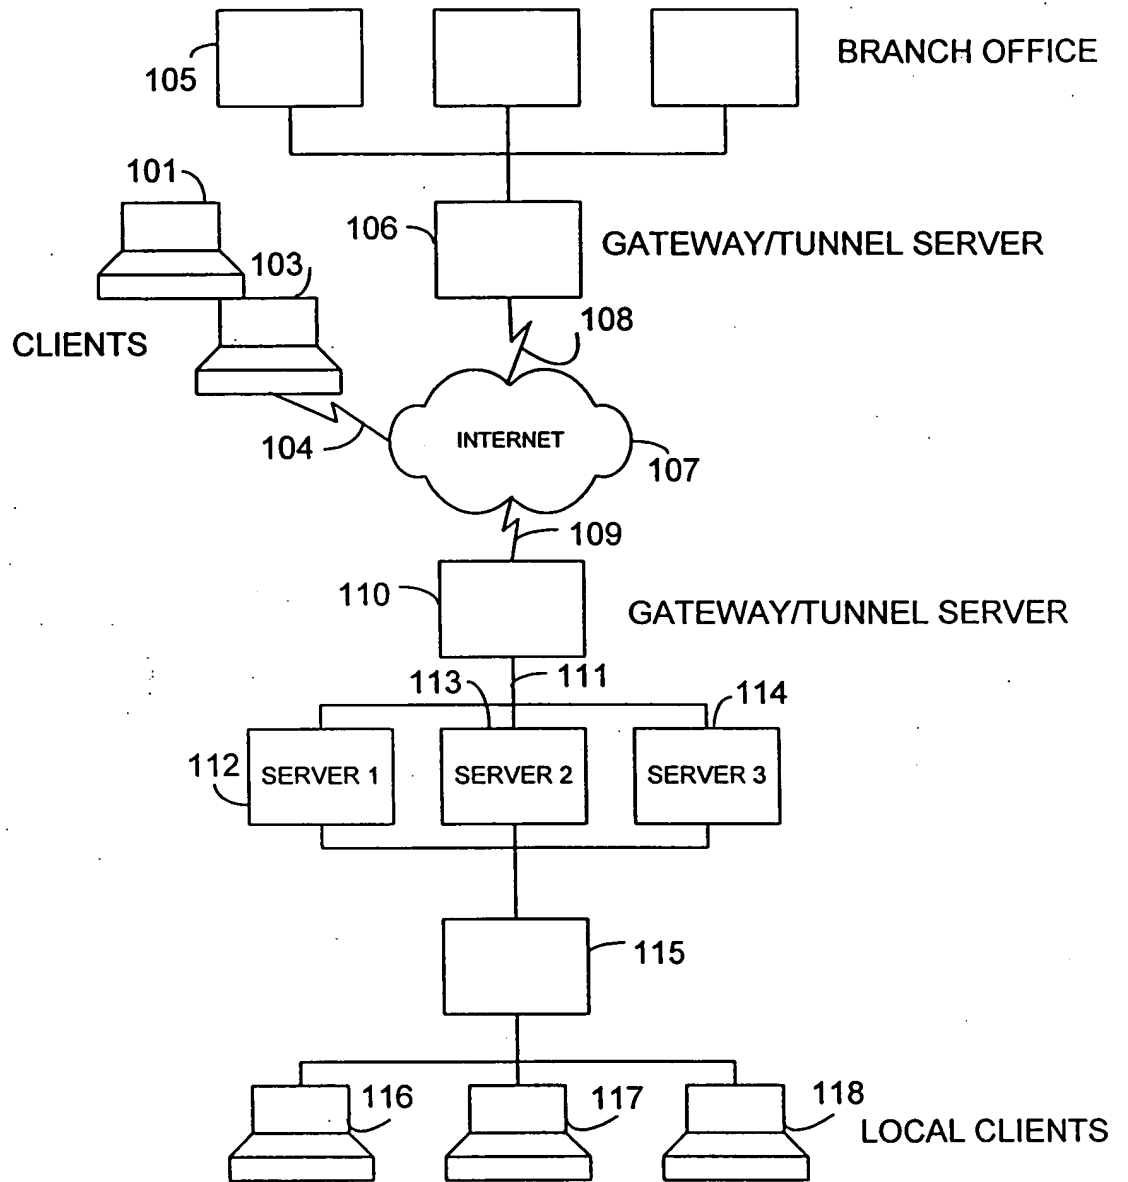 BRANCH OFFICE
105
101
106
GATEWAY/TUNNEL SERVER
103
108
CLIENTS
INTERNET
104
107
109
110
GATEWAY/TUNNEL SERVER
111
113
114
112
SERVER 1
SERVER 2
SERVER 3
115
116
117
118
LOCAL CLIENTS